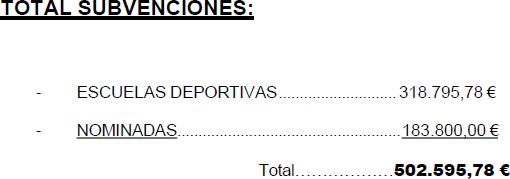 TOTAL SUBVENCIONES:
- ESCUELAS DEPORTIVAS............................ 318.795,78 €
- NOMINADAS..................................................... 183.800,00 €
Total………………502.595,78 €